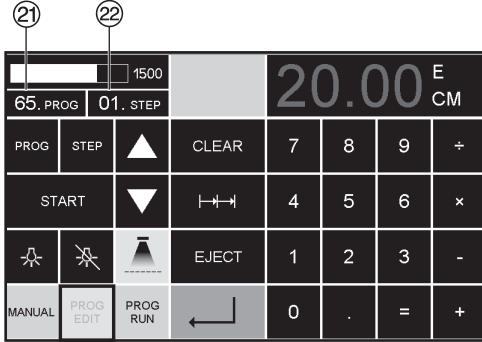 21 22
1500
20.00 E
CM
65. PROG 01. STEP
PROG STEP CLEAR 7 8 9 ÷
START 4 5 6 ×
EJECT 1 2 3 -
MANUAL PROG EDIT PROG RUN 0 . = +